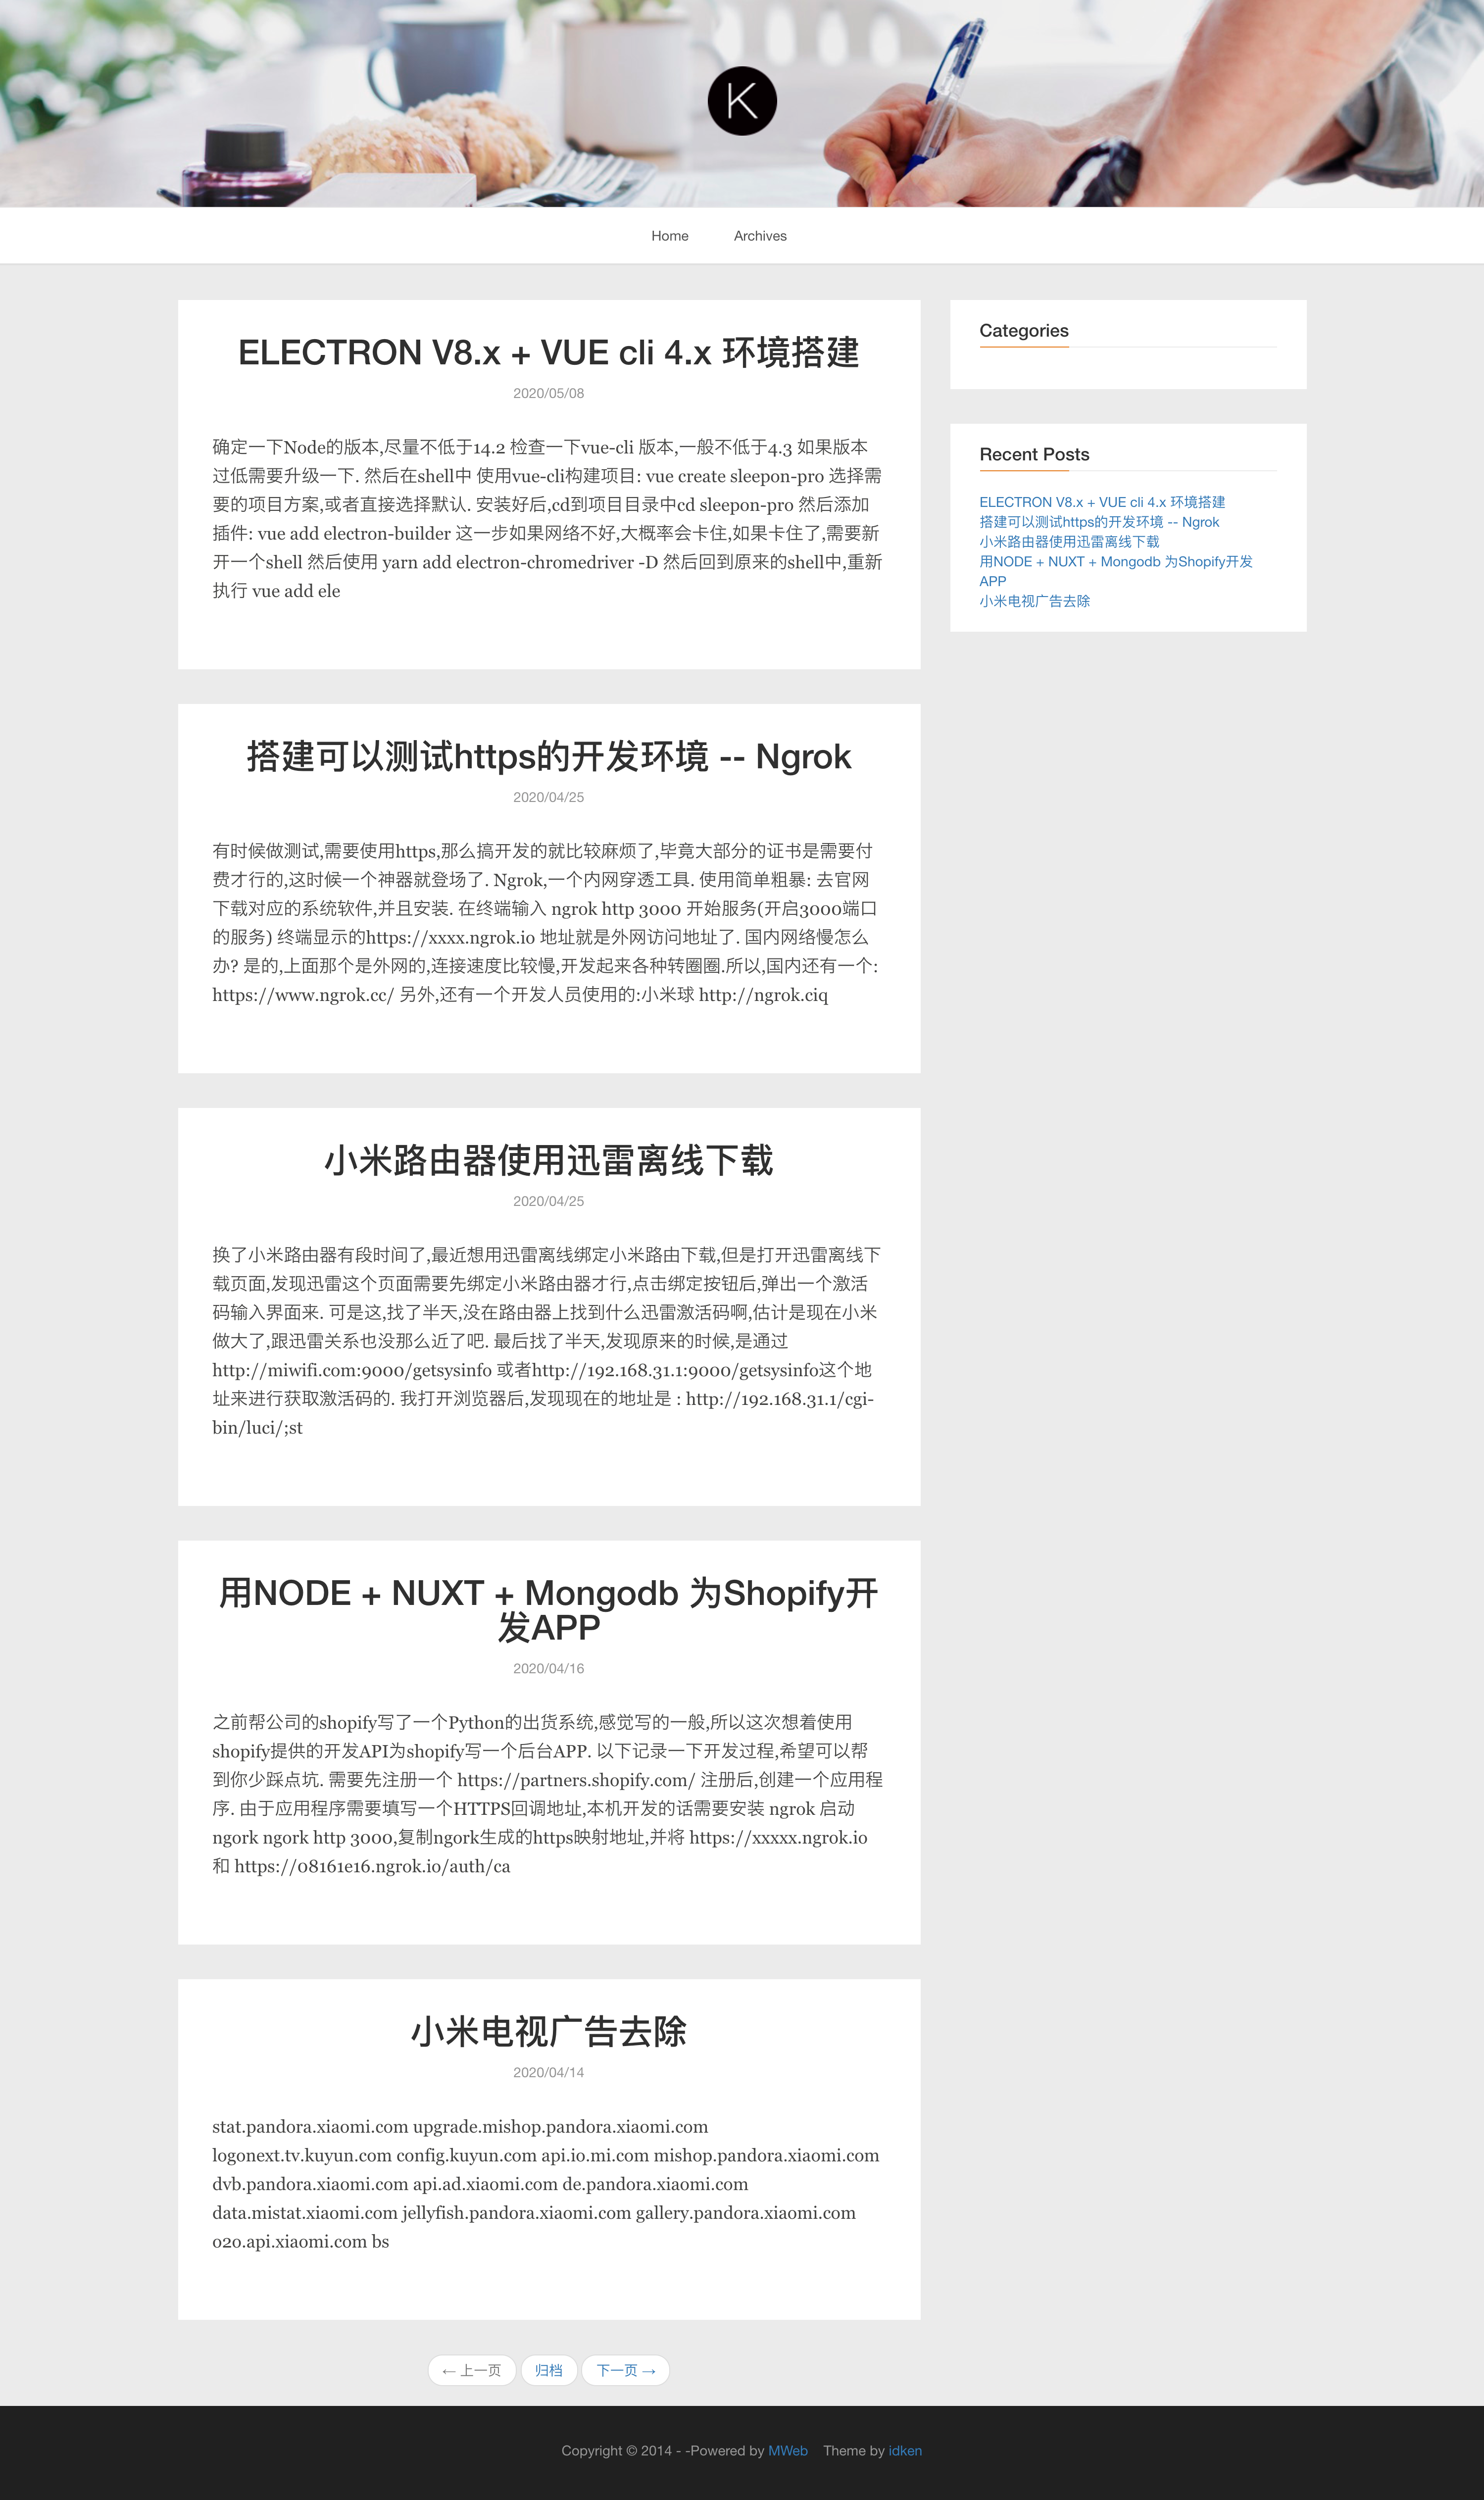 K
Home Archives
ELECTRON V8.x + VUE cli 4.x 环境搭建
2020/05/08
确定一下Node的版本,尽量不低于14.2 检查一下vue-cli 版本,一般不低于4.3 如果版本
过低需要升级一下. 然后在shell中 使用vue-cli构建项目: vue create sleepon-pro 选择需
要的项目方案,或者直接选择默认. 安装好后,cd到项目目录中cd sleepon-pro 然后添加
插件: vue add electron-builder 这一步如果网络不好,大概率会卡住,如果卡住了,需要新
开一个shell 然后使用 yarn add electron-chromedriver -D 然后回到原来的shell中,重新
执行 vue add ele
搭建可以测试https的开发环境 -- Ngrok
2020/04/25
有时候做测试,需要使用https,那么搞开发的就比较麻烦了,毕竟大部分的证书是需要付
费才行的,这时候一个神器就登场了. Ngrok,一个内网穿透工具. 使用简单粗暴: 去官网
下载对应的系统软件,并且安装. 在终端输入 ngrok http 3000 开始服务(开启3000端口
的服务) 终端显示的https://xxxx.ngrok.io 地址就是外网访问地址了. 国内网络慢怎么
办? 是的,上面那个是外网的,连接速度比较慢,开发起来各种转圈圈.所以,国内还有一个:
https://www.ngrok.cc/ 另外,还有一个开发人员使用的:小米球 http://ngrok.ciq
小米路由器使用迅雷离线下载
2020/04/25
换了小米路由器有段时间了,最近想用迅雷离线绑定小米路由下载,但是打开迅雷离线下
载页面,发现迅雷这个页面需要先绑定小米路由器才行,点击绑定按钮后,弹出一个激活
码输入界面来. 可是这,找了半天,没在路由器上找到什么迅雷激活码啊,估计是现在小米
做大了,跟迅雷关系也没那么近了吧. 最后找了半天,发现原来的时候,是通过
http://miwifi.com:9000/getsysinfo 或者http://192.168.31.1:9000/getsysinfo这个地
址来进行获取激活码的. 我打开浏览器后,发现现在的地址是 : http://192.168.31.1/cgi-
bin/luci/;st
用NODE + NUXT + Mongodb 为Shopify开
发APP
2020/04/16
之前帮公司的shopify写了一个Python的出货系统,感觉写的一般,所以这次想着使用
shopify提供的开发API为shopify写一个后台APP. 以下记录一下开发过程,希望可以帮
到你少踩点坑. 需要先注册一个 https://partners.shopify.com/ 注册后,创建一个应用程
序. 由于应用程序需要填写一个HTTPS回调地址,本机开发的话需要安装 ngrok 启动
ngork ngork http 3000,复制ngork生成的https映射地址,并将 https://xxxxx.ngrok.io
和 https://08161e16.ngrok.io/auth/ca
小米电视广告去除
2020/04/14
stat.pandora.xiaomi.com upgrade.mishop.pandora.xiaomi.com
logonext.tv.kuyun.com config.kuyun.com api.io.mi.com mishop.pandora.xiaomi.com
dvb.pandora.xiaomi.com api.ad.xiaomi.com de.pandora.xiaomi.com
data.mistat.xiaomi.com jellyfish.pandora.xiaomi.com gallery.pandora.xiaomi.com
o2o.api.xiaomi.com bs
← 上一页 归档 下一页 →
Categories
Recent Posts
ELECTRON V8.x + VUE cli 4.x 环境搭建
搭建可以测试https的开发环境 -- Ngrok
小米路由器使用迅雷离线下载
用NODE + NUXT + Mongodb 为Shopify开发
APP
小米电视广告去除
Copyright © 2014 - -Powered by MWeb Theme by idken